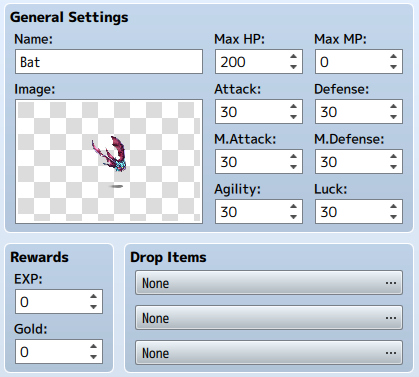 General Settings
Name: Max HP: Max MP:
Bat 200 0
Image: Attack: Defense:
30 30
M.Attack: M.Defense:
30 30
Agility: Luck:
30 30
Rewards
EXP:
0
Gold:
0
Drop Items
None ...
None ...
None ...